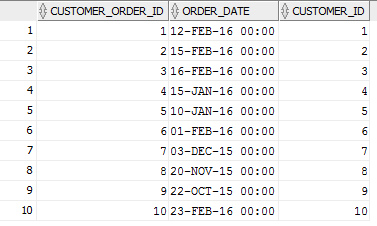 CUSTOMER_ORDER_ID ORDER_DATE CUSTOMER_ID
1 1 12-FEB-16 00:00 1
2 2 15-FEB-16 00:00 2
3 3 16-FEB-16 00:00 3
4 4 15-JAN-16 00:00 4
5 5 10-JAN-16 00:00 5
6 6 01-FEB-16 00:00 6
7 7 03-DEC-15 00:00 7
8 8 20-NOV-15 00:00 8
9 9 22-OCT-15 00:00 9
10 10 23-FEB-16 00:00 10